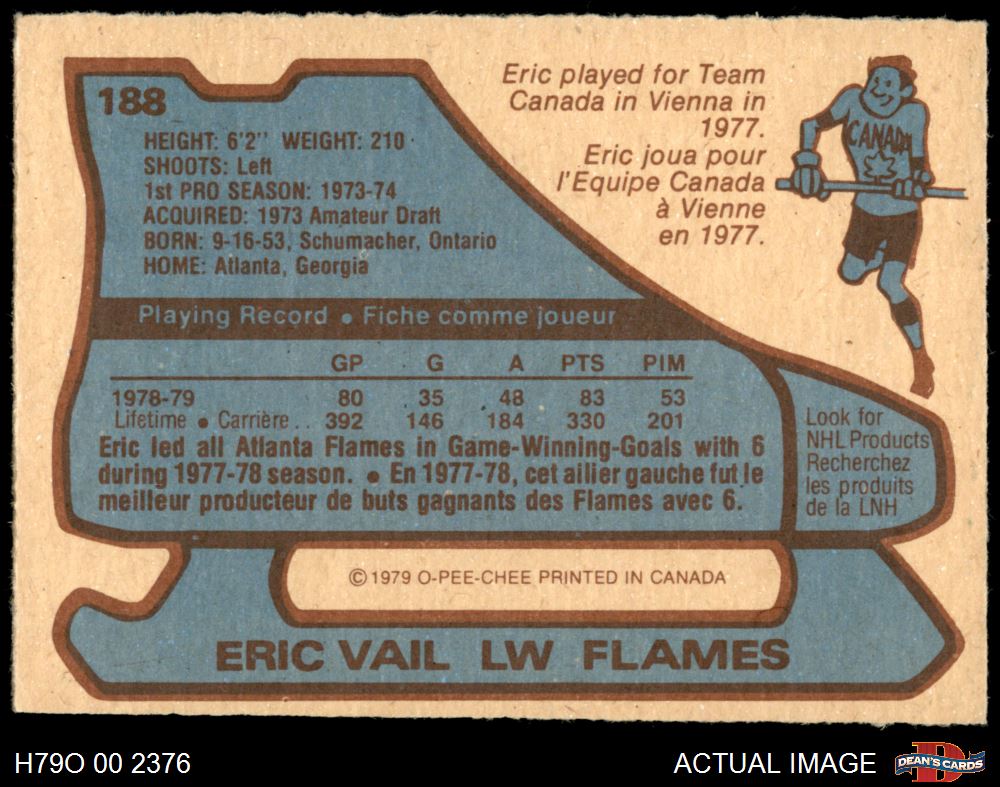 188
HEIGHT: 6'2'' WEIGHT: 210
SHOOTS: Left
1st PRO SEASON: 1973-74
ACQUIRED: 1973 Amateur Draft
BORN: 9-16-53, Schumacher, Ontario
HOME: Atlanta, Georgia
Eric played for Team
Canada in Vienna in
1977.
Eric joua pour
l'Equipe Canada
à Vienne
en 1977.
CANADA
Playing Record • Fiche comme joueur
GP G A PTS PIM
1978-79 80 35 48 83 53
Lifetime • Carrière .. 392 146 184 330 201
Eric led all Atlanta Flames in Game-Winning-Goals with 6
during 1977-78 season. • En 1977-78, cet ailier gauche fut le
meilleur producteur de buts gagnants des Flames avec 6.
Look for
NHL Products
Recherchez
les produits
de la LNH
© 1979 O-PEE-CHEE PRINTED IN CANADA
ERIC VAIL LW FLAMES
H79O 00 2376
ACTUAL IMAGE
DEAN'S CARDS